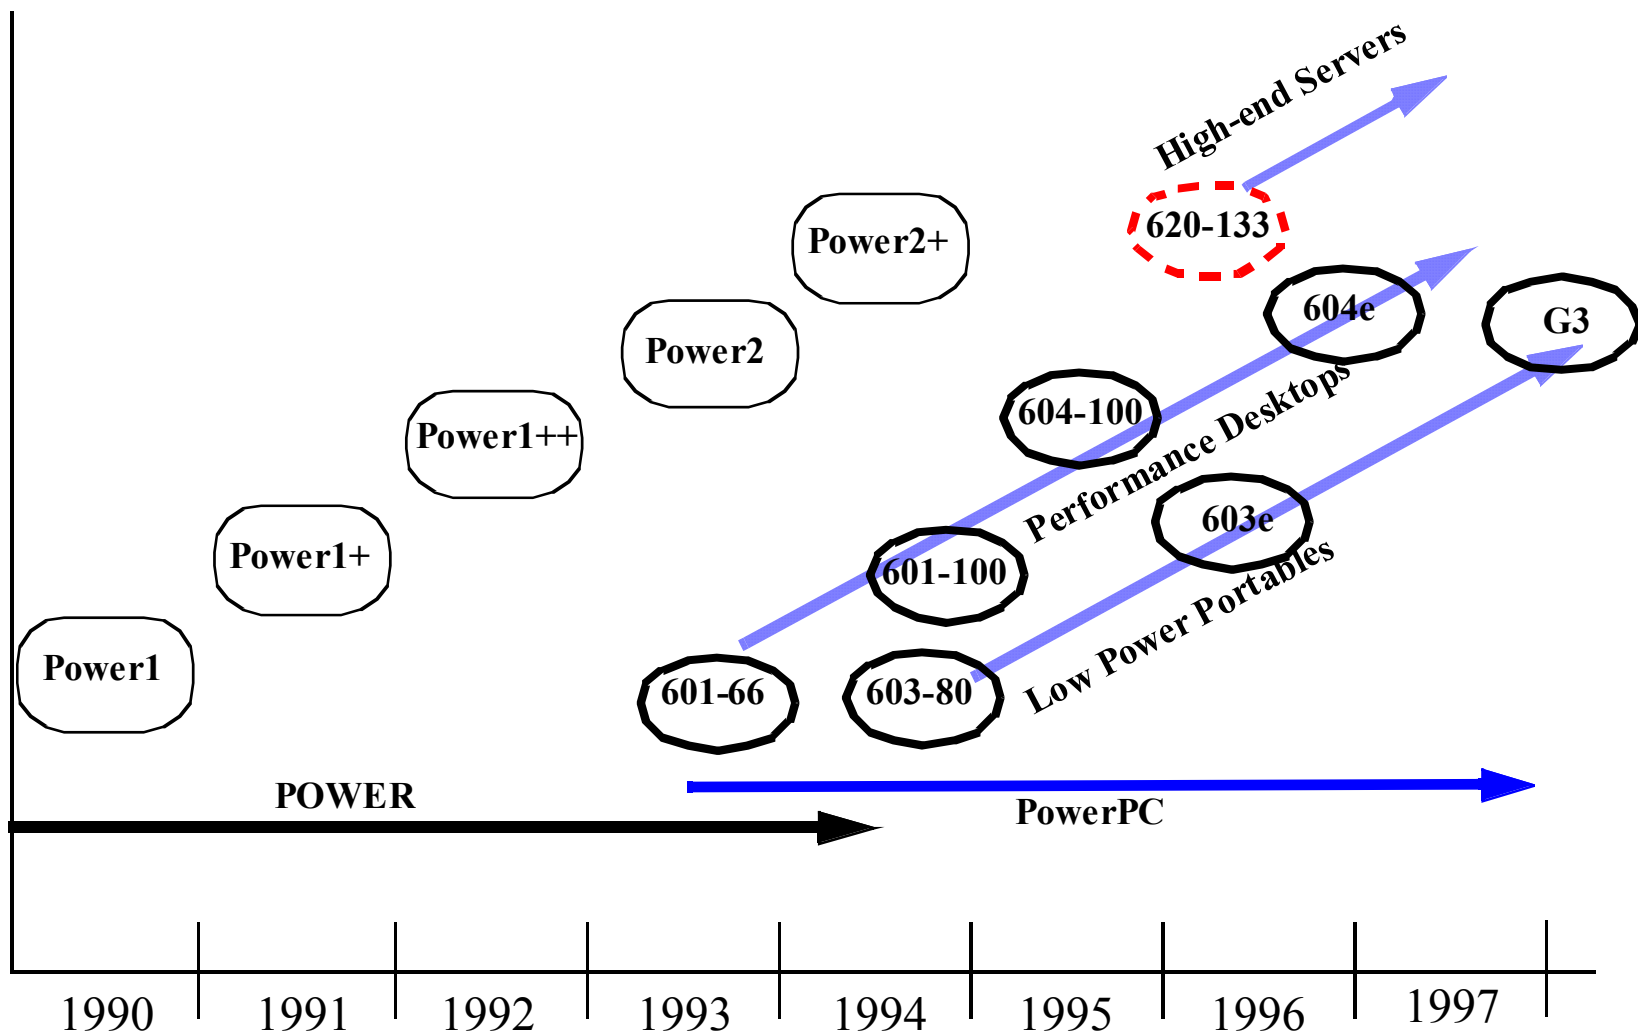 High-end Servers
620-133
Power2+
604e
G3
Power2
604-100
Performance Desktops
Power1++
603e
Power1+
601-100
Low Power Portables
Power1
601-66
603-80
POWER
PowerPC
1990
1991
1992
1993
1994
1995
1996
1997